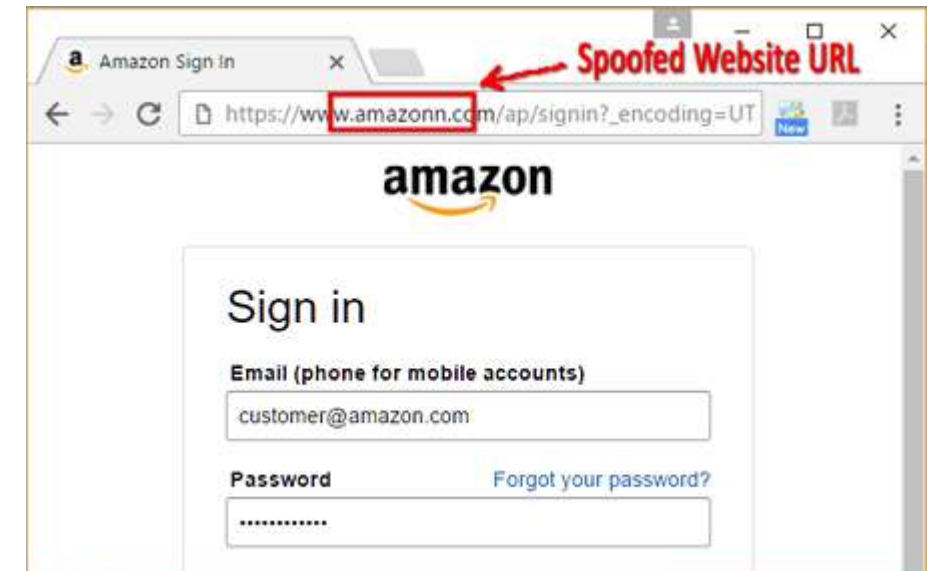 a Amazon Sign In
Spoofed Website URL
https://www.amazonn.com/ap/signin?_encoding=UT
New
amazon
Sign in
Email (phone for mobile accounts)
customer@amazon.com
Password Forgot your password?
••••••••••••